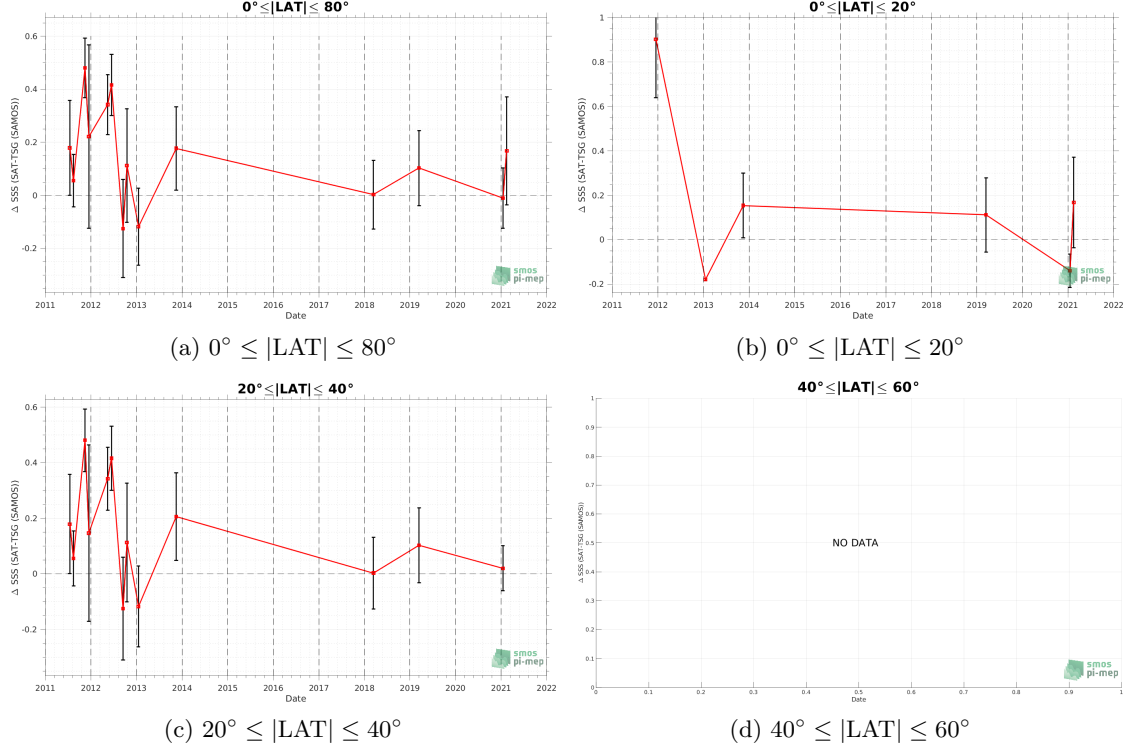 0°≤|LAT|≤ 80°
Δ SSS (SAT-TSG (SAMOS))
0.6
0.4
0.2
0
-0.2
2011 2012 2013 2014 2015 2016 2017 2018 2019 2020 2021 2022
Date
smos
pi-mep
(a) 0° ≤ |LAT| ≤ 80°
0°≤|LAT|≤ 20°
Δ SSS (SAT-TSG (SAMOS))
1
0.8
0.6
0.4
0.2
0
-0.2
2011 2012 2013 2014 2015 2016 2017 2018 2019 2020 2021 2022
Date
smos
pi-mep
(b) 0° ≤ |LAT| ≤ 20°
20°≤|LAT|≤ 40°
Δ SSS (SAT-TSG (SAMOS))
0.6
0.4
0.2
0
-0.2
2011 2012 2013 2014 2015 2016 2017 2018 2019 2020 2021 2022
Date
smos
pi-mep
(c) 20° ≤ |LAT| ≤ 40°
40°≤|LAT|≤ 60°
Δ SSS (SAT-TSG (SAMOS))
1
0.9
0.8
0.7
0.6
0.5
0.4
0.3
0.2
0.1
0
NO DATA
0 0.1 0.2 0.3 0.4 0.5 0.6 0.7 0.8 0.9 1
Date
smos
pi-mep
(d) 40° ≤ |LAT| ≤ 60°